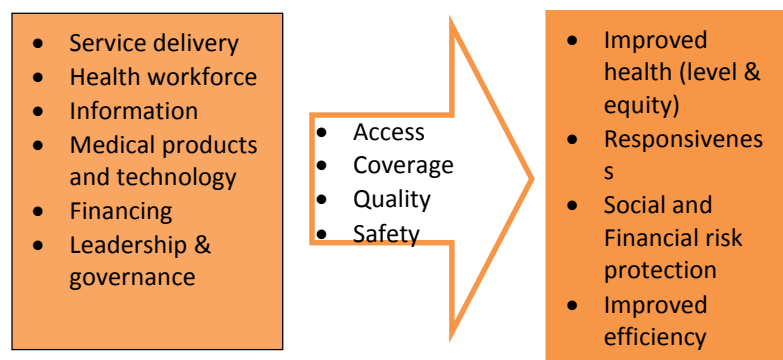 • Service delivery
• Health workforce
• Information
• Medical products
and technology
• Financing
• Leadership &
governance
• Access
• Coverage
• Quality
• Safety
• Improved
health (level &
equity)
• Responsivenes
s
• Social and
Financial risk
protection
• Improved
efficiency